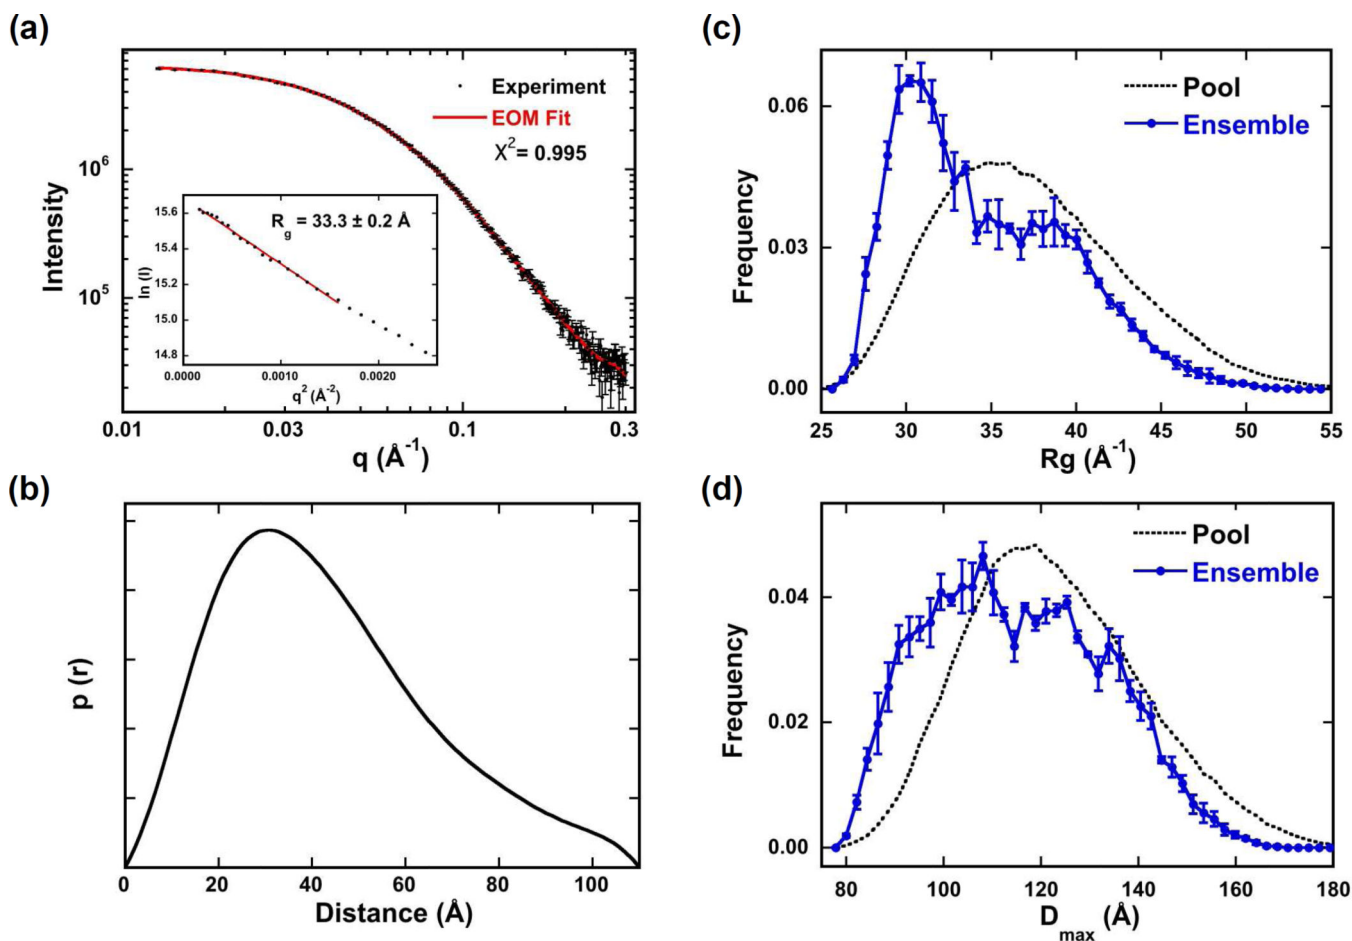 (a)
Experiment
EOM Fit
X² = 0.995
Intensity
10⁶
10⁵
R_g = 33.3 ± 0.2 Å
ln (I)
15.6
15.4
15.2
15.0
14.8
0.0000 0.0010 0.0020
q² (Å⁻²)
0.01 0.03 0.1 0.3
q (Å⁻¹)
(b)
p (r)
0 20 40 60 80 100
Distance (Å)
(c)
Pool
Ensemble
Frequency
0.06
0.03
0.00
25 30 35 40 45 50 55
Rg (Å⁻¹)
(d)
Pool
Ensemble
Frequency
0.04
0.02
0.00
80 100 120 140 160 180
D_max (Å)